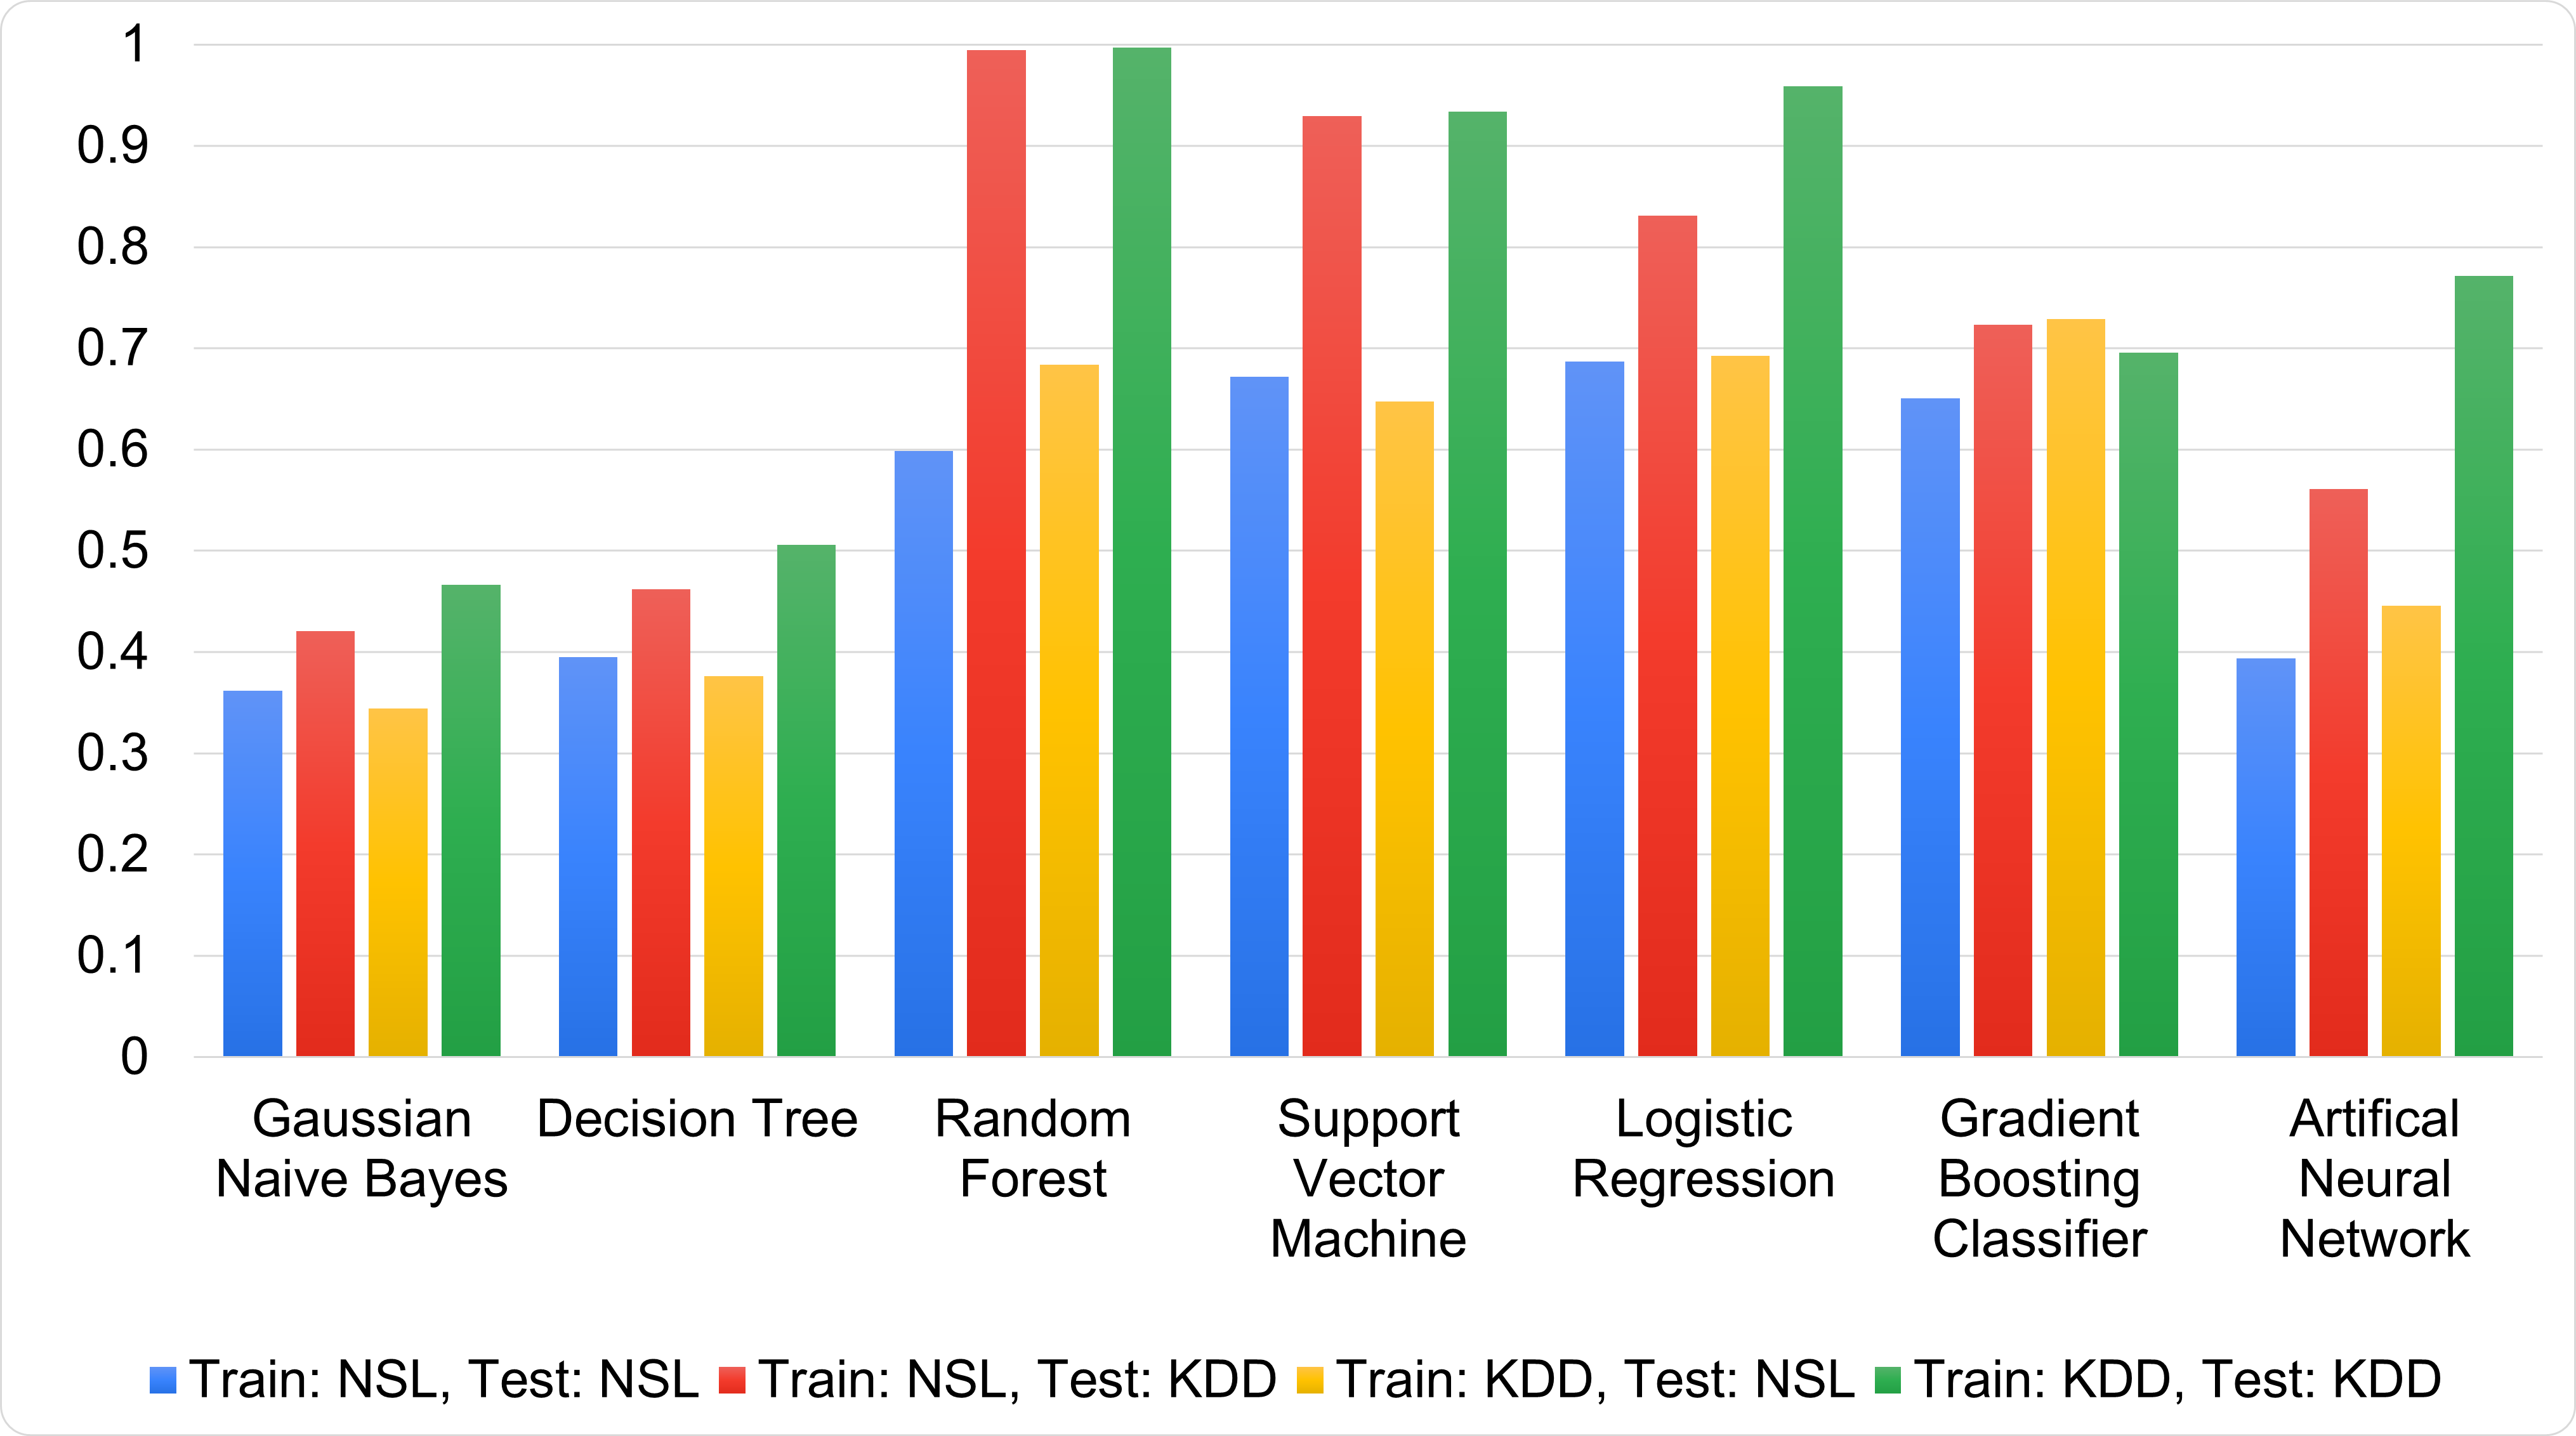 1
0.9
0.8
0.7
0.6
0.5
0.4
0.3
0.2
0.1
0
Gaussian
Naive Bayes
Decision Tree
Random
Forest
Support
Vector
Machine
Logistic
Regression
Gradient
Boosting
Classifier
Artifical
Neural
Network
Train: NSL, Test: NSL Train: NSL, Test: KDD Train: KDD, Test: NSL Train: KDD, Test: KDD